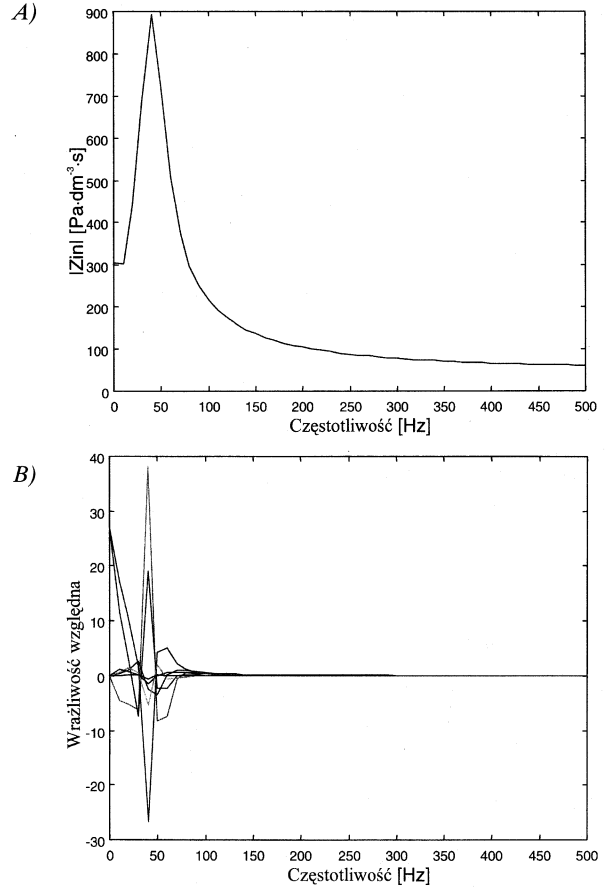 A)
900
800
700
600
500
400
300
200
100
0
|Zin| [Pa·dm⁻³·s]
0 50 100 150 200 250 300 350 400 450 500
Częstotliwość [Hz]
B)
40
30
20
10
0
-10
-20
-30
Wrażliwość względna
0 50 100 150 200 250 300 350 400 450 500
Częstotliwość [Hz]